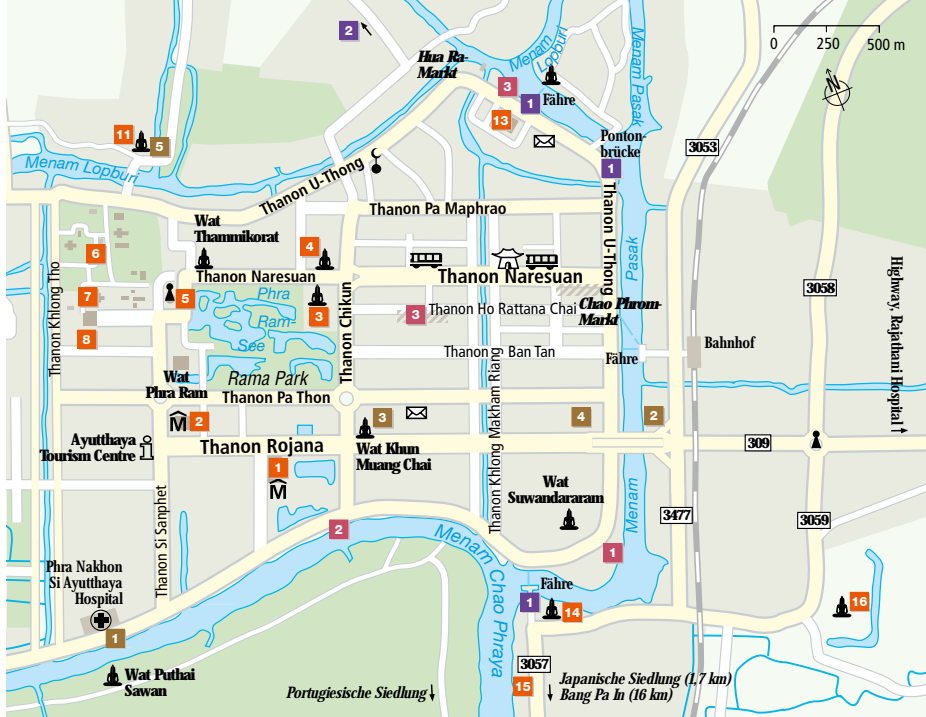 2
Hua Ra-
Markt
Menam
Lopburi
Menam Pasak
0 250 500 m
N
3
1
Fähre
13
11
5
Menam Lopburi
Ponton-
brücke
1
3053
Thanon U-Thong
Thanon U-Thong
Thanon Pa Maphrao
Wat
Thammikorat
4
6
Thanon Naresuan
Thanon Naresuan
Pasak
Thanon Khlong Tho
7
5
Phra
Ram-
See
3
Thanon Chikun
3
Thanon Ho Rattana Chai
Chao Phrom-
Markt
3058
Highway, Rajathani Hospital
8
Thanon Ban Tan
Fähre
Bahnhof
Wat
Phra Ram
Rama Park
Thanon Pa Thon
Thanon Khlong Makham Riang
M
2
3
4
2
Ayutthaya
Tourism Centre
Thanon Rojana
Wat Khun
Muang Chai
309
1
M
Wat
Suwandararam
Menam
Thanon Si Sanphet
3477
3059
2
Menam Chao Phraya
1
Phra Nakhon
Si Ayutthaya
Hospital
1
Fähre
1
14
16
Wat Puthai
Sawan
3057
15
Portugiesische Siedlung
Japanische Siedlung (1,7 km)
Bang Pa In (16 km)